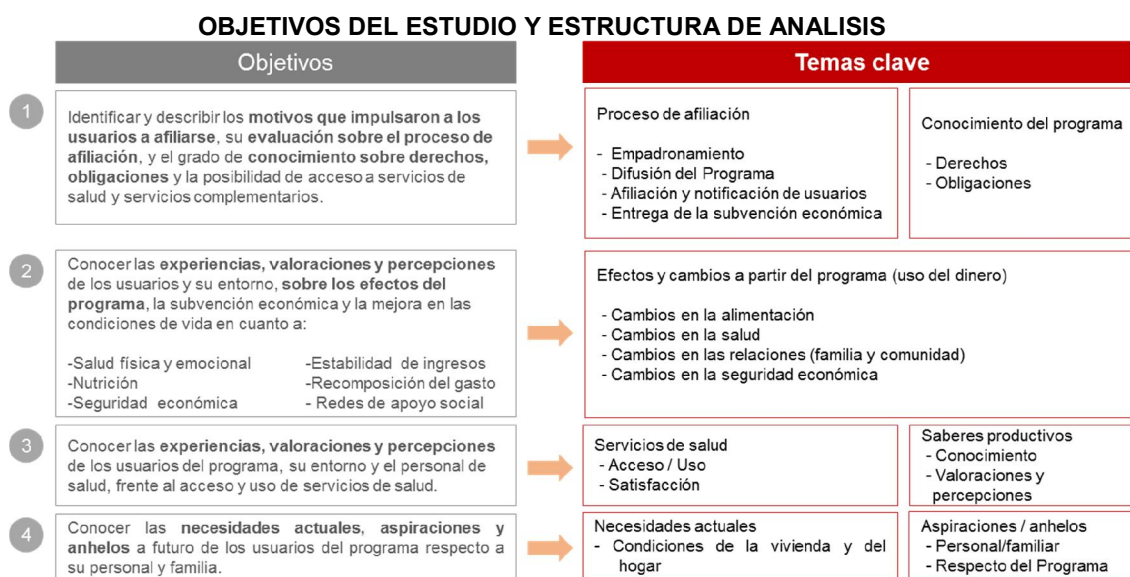 OBJETIVOS DEL ESTUDIO Y ESTRUCTURA DE ANALISIS
Objetivos
Temas clave
1
Identificar y describir los motivos que impulsaron a los
usuarios a afiliarse, su evaluación sobre el proceso de
afiliación, y el grado de conocimiento sobre derechos,
obligaciones y la posibilidad de acceso a servicios de
salud y servicios complementarios.
Proceso de afiliación
- Empadronamiento
- Difusión del Programa
- Afiliación y notificación de usuarios
- Entrega de la subvención económica
Conocimiento del programa
- Derechos
- Obligaciones
2
Conocer las experiencias, valoraciones y percepciones
de los usuarios y su entorno, sobre los efectos del
programa, la subvención económica y la mejora en las
condiciones de vida en cuanto a:
-Salud física y emocional
-Nutrición
-Seguridad económica
-Estabilidad de ingresos
-Recomposición del gasto
- Redes de apoyo social
Efectos y cambios a partir del programa (uso del dinero)
- Cambios en la alimentación
- Cambios en la salud
- Cambios en las relaciones (familia y comunidad)
- Cambios en la seguridad económica
3
Conocer las experiencias, valoraciones y percepciones
de los usuarios del programa, su entorno y el personal de
salud, frente al acceso y uso de servicios de salud.
Servicios de salud
- Acceso / Uso
- Satisfacción
Saberes productivos
- Conocimiento
- Valoraciones y
percepciones
4
Conocer las necesidades actuales, aspiraciones y
anhelos a futuro de los usuarios del programa respecto a
su personal y familia.
Necesidades actuales
- Condiciones de la vivienda y del
hogar
Aspiraciones / anhelos
- Personal/familiar
- Respecto del Programa